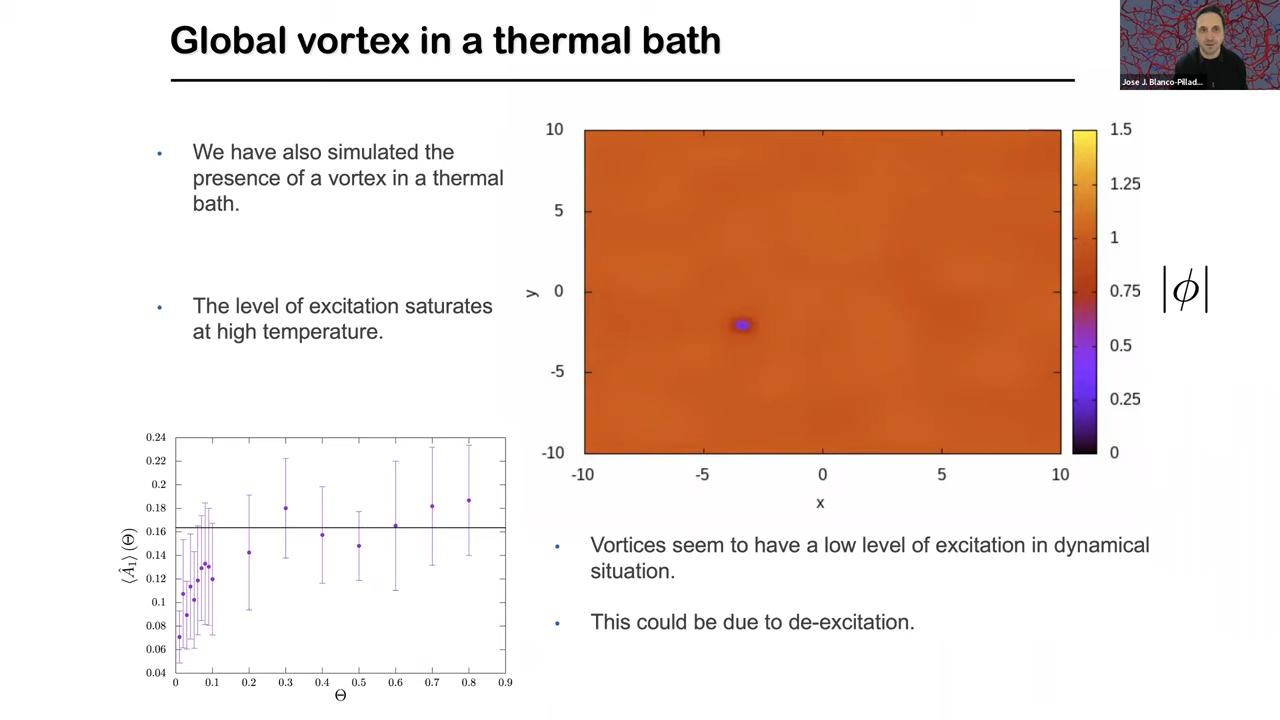 Global vortex in a thermal bath
Jose J. Blanco-Pillad...
• We have also simulated the
presence of a vortex in a thermal
bath.
• The level of excitation saturates
at high temperature.
10
5
0
-5
-10
y
-10 -5 0 5 10
x
1.5
1.25
1
0.75
0.5
0.25
0
|ϕ|
0.24
0.22
0.2
0.18
0.16
0.14
0.12
0.1
0.08
0.06
0.04
⟨Â₁⟩(Θ)
0 0.1 0.2 0.3 0.4 0.5 0.6 0.7 0.8 0.9
Θ
• Vortices seem to have a low level of excitation in dynamical
situation.
• This could be due to de-excitation.